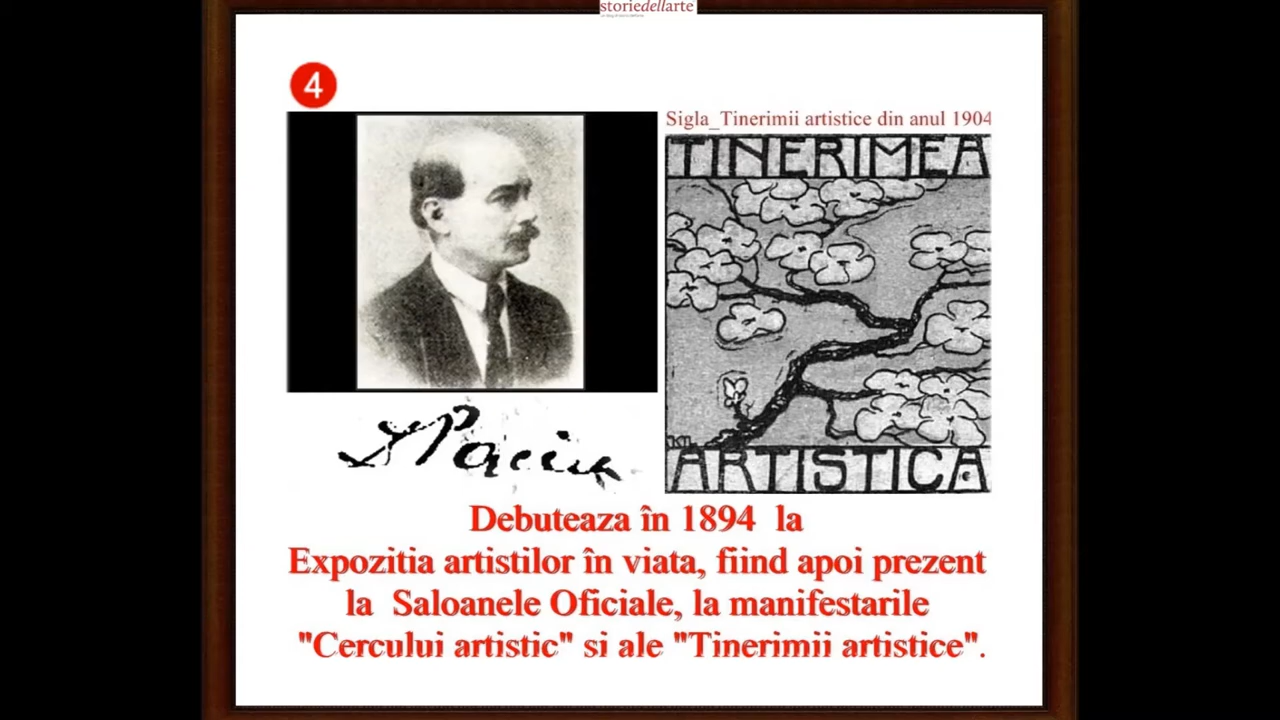 storiedellarte
4
Sigla_Tinerimii artistice din anul 1904
TINERIMEA
ARTISTICA
D Paciurea
Debuteaza în 1894 la
Expozitia artistilor în viata, fiind apoi prezent
la Saloanele Oficiale, la manifestarile
"Cercului artistic" si ale "Tinerimii artistice".